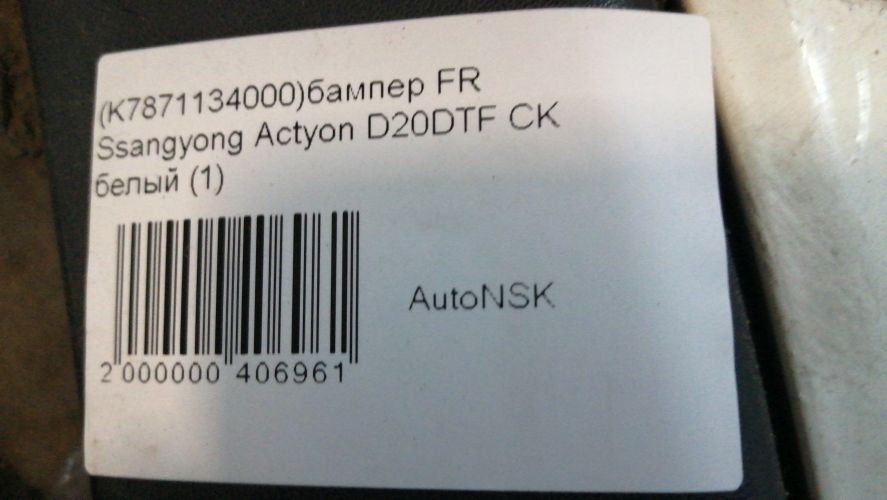 (K7871134000)бампер FR
Ssangyong Actyon D20DTF CK
белый (1)
AutoNSK
2 000000 406961